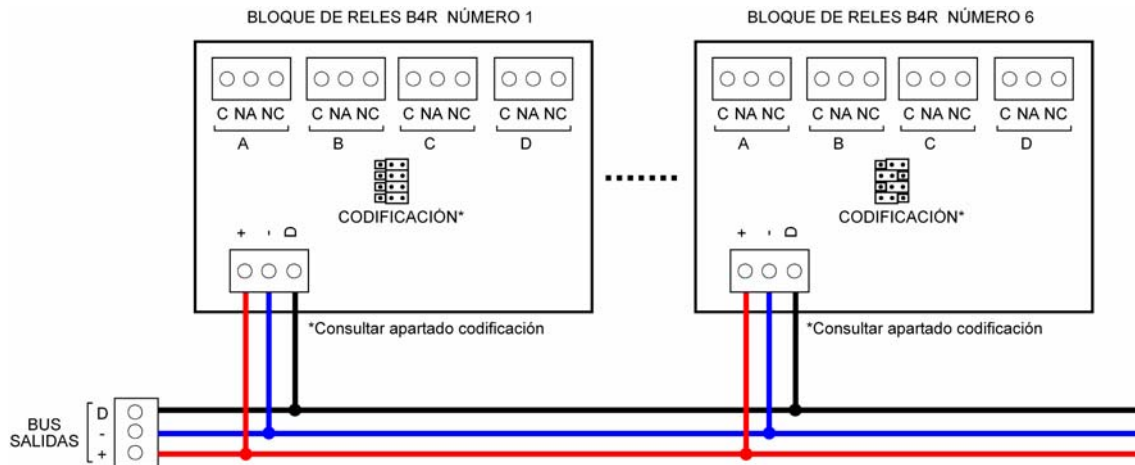 BLOQUE DE RELES B4R NÚMERO 1
BLOQUE DE RELES B4R NÚMERO 6
C NA NC C NA NC C NA NC C NA NC
A B C D
CODIFICACIÓN*
+ - D
*Consultar apartado codificación
C NA NC C NA NC C NA NC C NA NC
A B C D
CODIFICACIÓN*
+ - D
*Consultar apartado codificación
BUS
SALIDAS
D
-
+